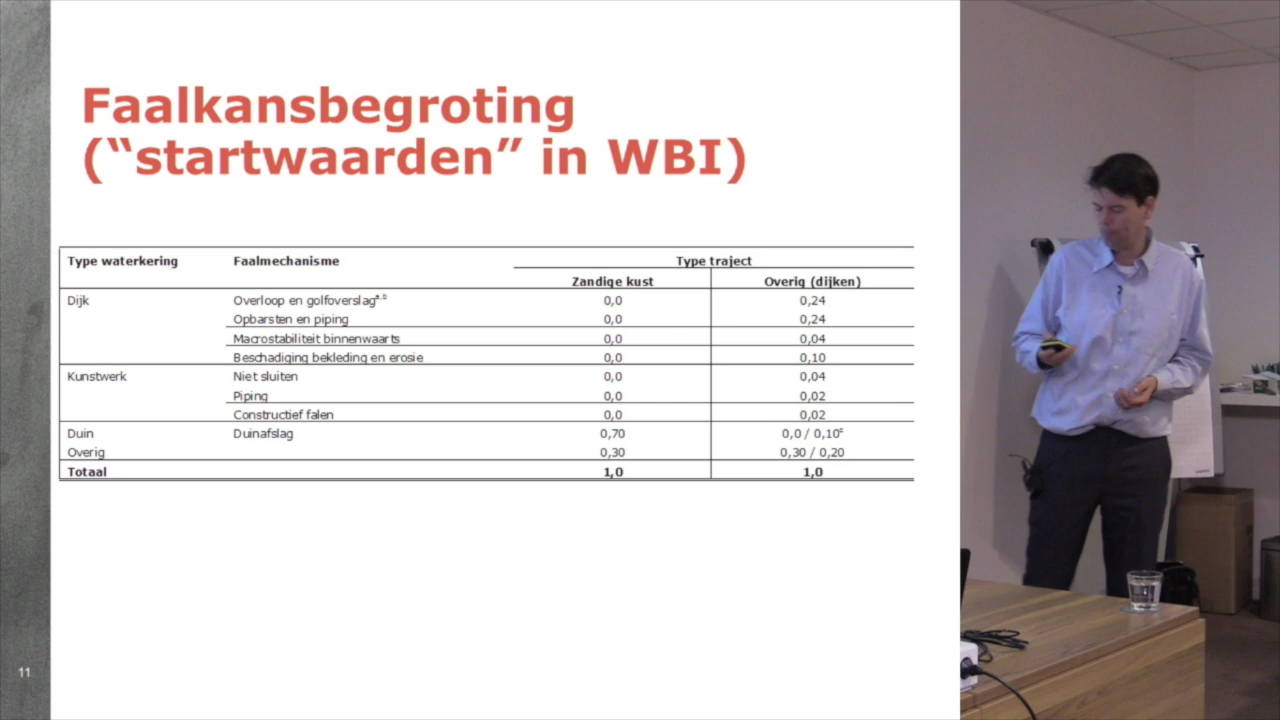 Faalkansbegroting
(“startwaarden” in WBI)
Type waterkering Faalmechanisme Type traject
Zandige kust Overig (dijken)
Dijk Overloop en golfoverslag a,b 0,0 0,24
Opbarsten en piping 0,0 0,24
Macrostabiliteit binnenwaarts 0,0 0,04
Beschadiging bekleding en erosie 0,0 0,10
Kunstwerk Niet sluiten 0,0 0,04
Piping 0,0 0,02
Constructief falen 0,0 0,02
Duin Duinafslag 0,70 0,0 / 0,10c
Overig 0,30 0,30 / 0,20
Totaal 1,0 1,0
11